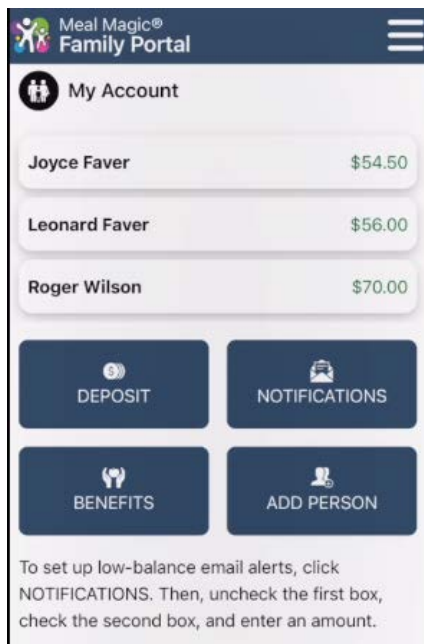 Meal Magic®
Family Portal
My Account
Joyce Faver $54.50
Leonard Faver $56.00
Roger Wilson $70.00
DEPOSIT NOTIFICATIONS
BENEFITS ADD PERSON
To set up low-balance email alerts, click
NOTIFICATIONS. Then, uncheck the first box,
check the second box, and enter an amount.